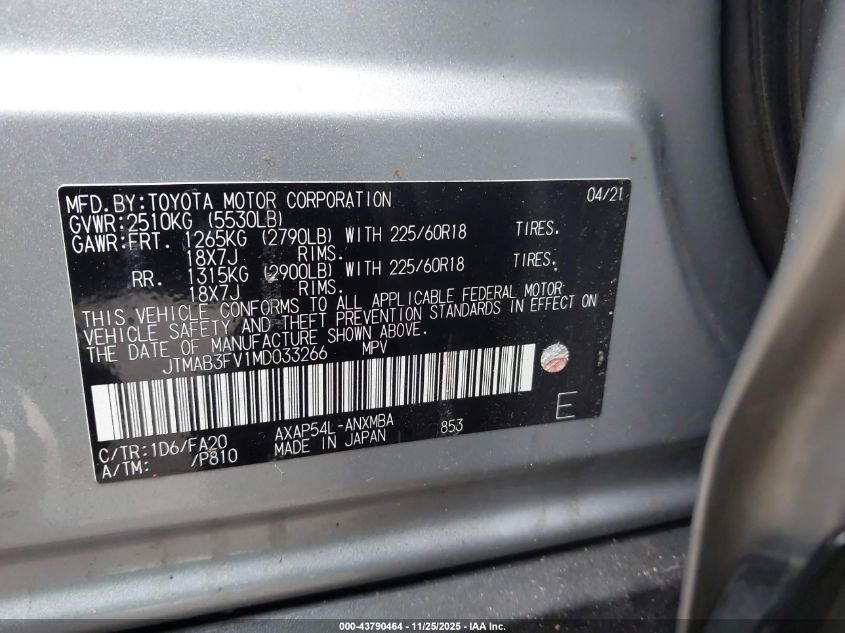 MFD.BY:TOYOTA MOTOR CORPORATION 04/21
GVWR:2510KG (5530LB)
GAWR:FRT. 1265KG (2790LB) WITH 225/60R18 TIRES.
18X7J RIMS.
RR. 1315KG (2900LB) WITH 225/60R18 TIRES.
18X7J RIMS.
THIS VEHICLE CONFORMS TO ALL APPLICABLE FEDERAL MOTOR
VEHICLE SAFETY AND THEFT PREVENTION STANDARDS IN EFFECT ON
THE DATE OF MANUFACTURE SHOWN ABOVE.
JTMAB3FV1MD033266 MPV
E
C/TR:1D6/FA20 AXAP54L-ANXMBA 853
A/TM: /P810 MADE IN JAPAN
000-43790464 - 11/25/2025 - IAA Inc.